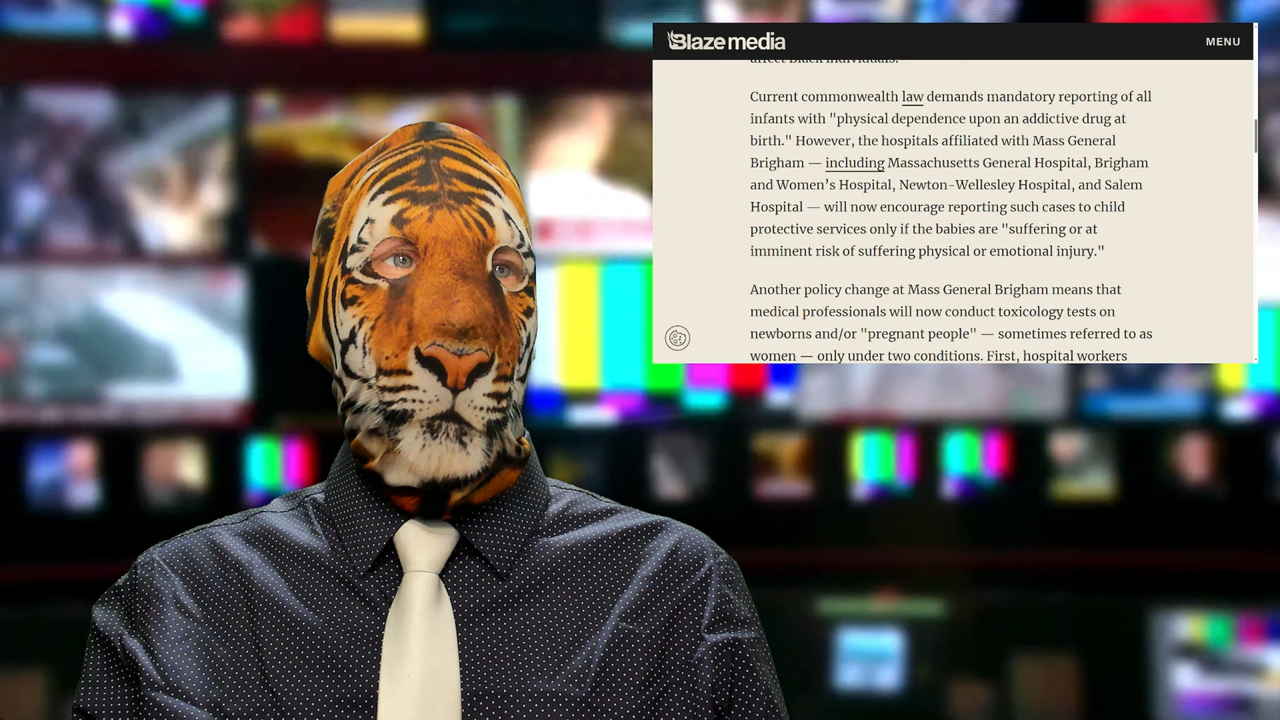 Blaze media
MENU
affect Black individuals.
Current commonwealth law demands mandatory reporting of all
infants with "physical dependence upon an addictive drug at
birth." However, the hospitals affiliated with Mass General
Brigham — including Massachusetts General Hospital, Brigham
and Women’s Hospital, Newton-Wellesley Hospital, and Salem
Hospital — will now encourage reporting such cases to child
protective services only if the babies are "suffering or at
imminent risk of suffering physical or emotional injury."
Another policy change at Mass General Brigham means that
medical professionals will now conduct toxicology tests on
newborns and/or "pregnant people" — sometimes referred to as
women — only under two conditions. First, hospital workers